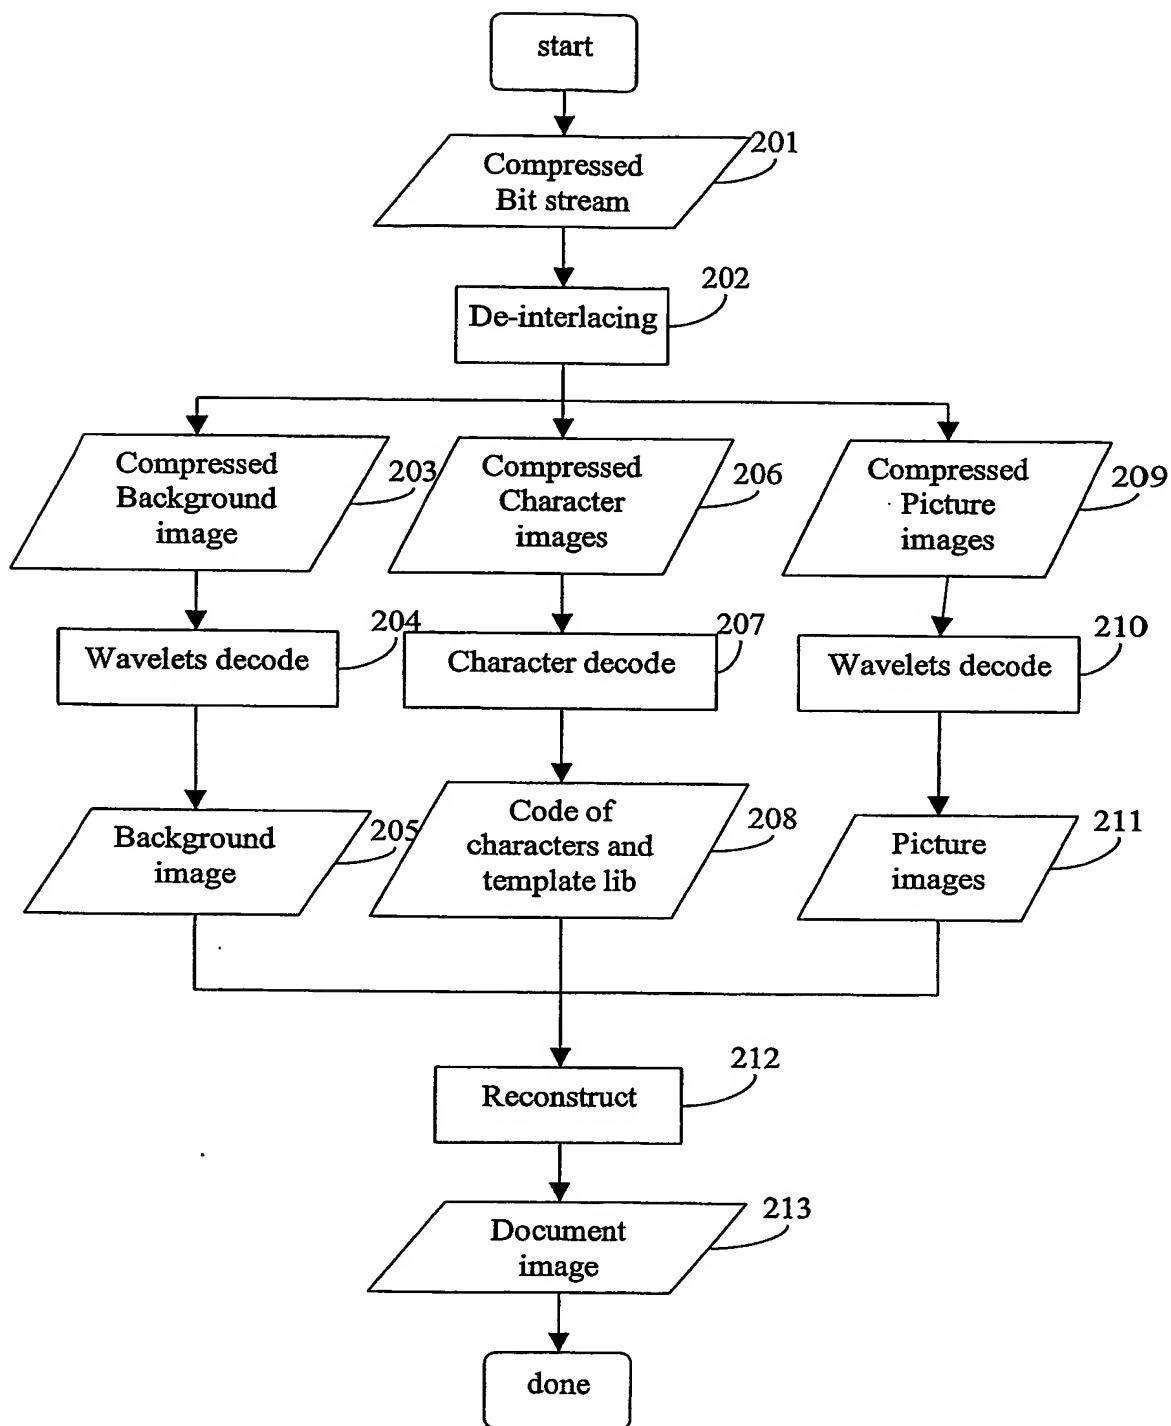 start
201
Compressed
Bit stream
202
De-interlacing
Compressed
Background
image
203
Compressed
Character
images
206
Compressed
Picture
images
209
204
Wavelets decode
207
Character decode
210
Wavelets decode
Background
image
205
Code of
characters and
template lib
208
Picture
images
211
212
Reconstruct
213
Document
image
done